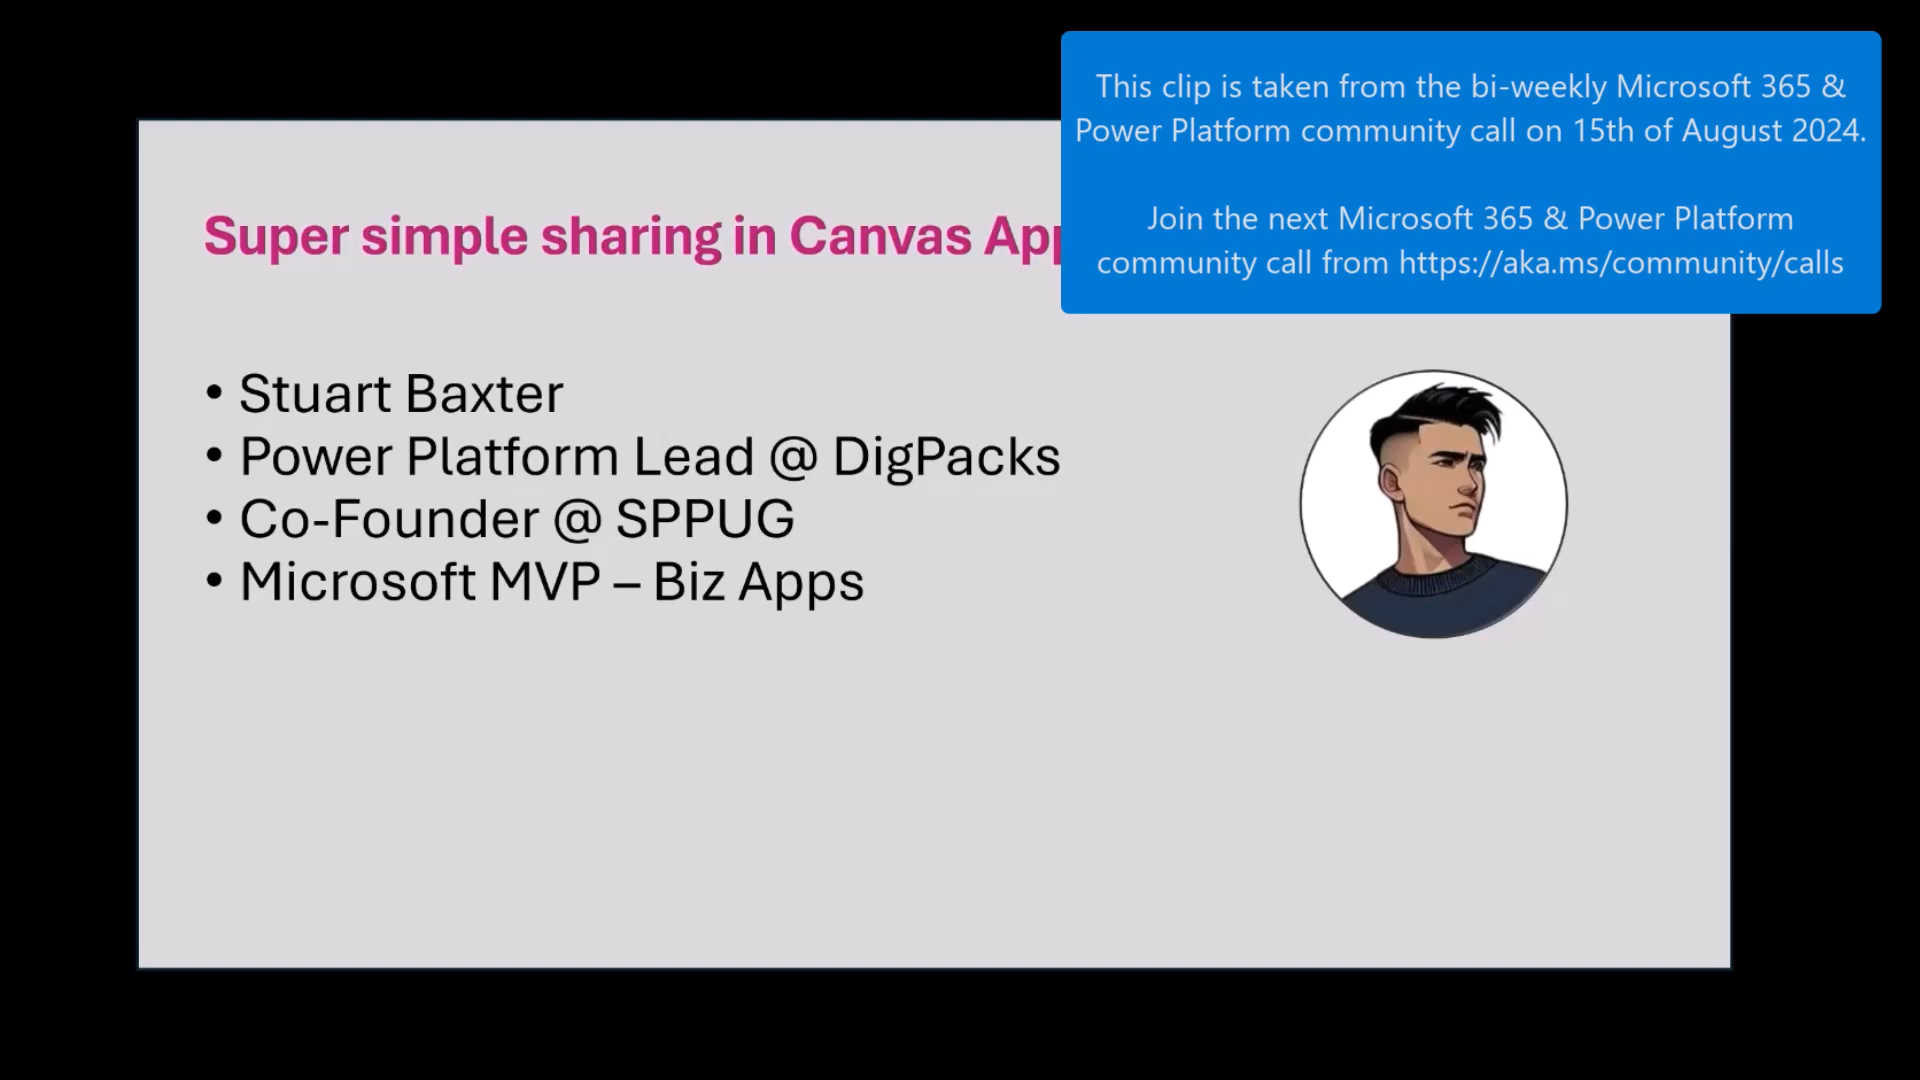 This clip is taken from the bi-weekly Microsoft 365 &
Power Platform community call on 15th of August 2024.
Join the next Microsoft 365 & Power Platform
community call from https://aka.ms/community/calls
Super simple sharing in Canvas App
• Stuart Baxter
• Power Platform Lead @ DigPacks
• Co-Founder @ SPPUG
• Microsoft MVP – Biz Apps